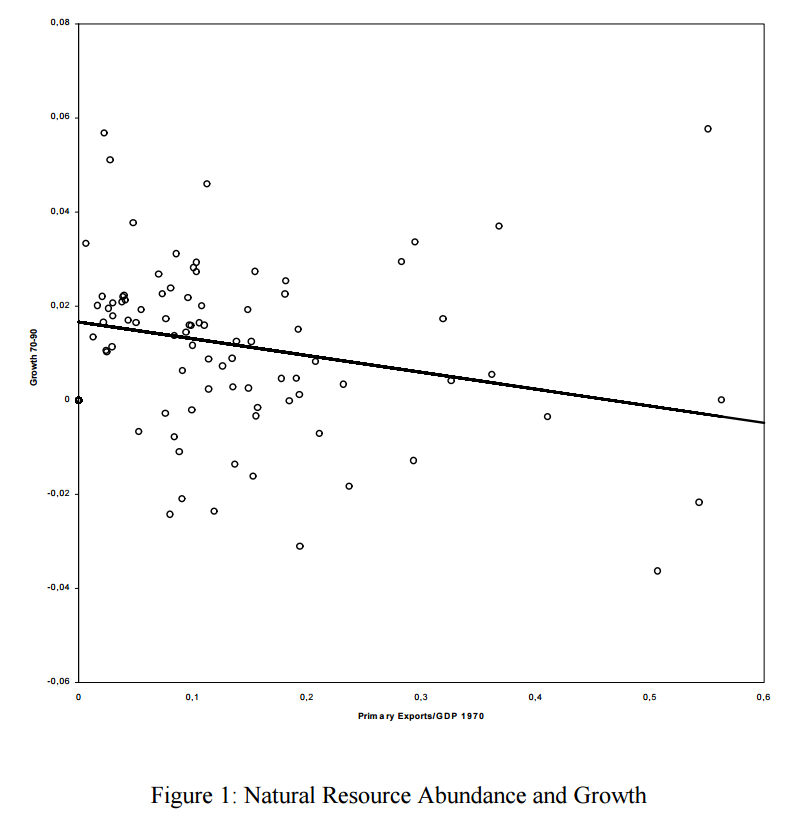 0,08
0,06
0,04
0,02
0
-0,02
-0,04
-0,06
Growth 70-90
0 0,1 0,2 0,3 0,4 0,5 0,6
Primary Exports/GDP 1970
Figure 1: Natural Resource Abundance and Growth